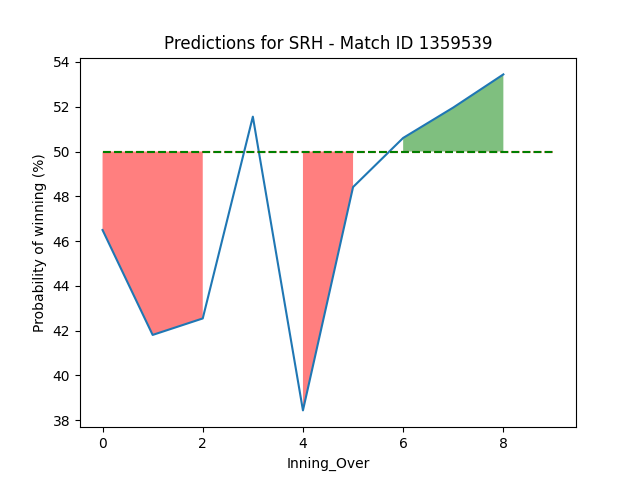 Predictions for SRH - Match ID 1359539
54
52
50
48
46
44
42
40
38
Probability of winning (%)
0 2 4 6 8
Inning_Over